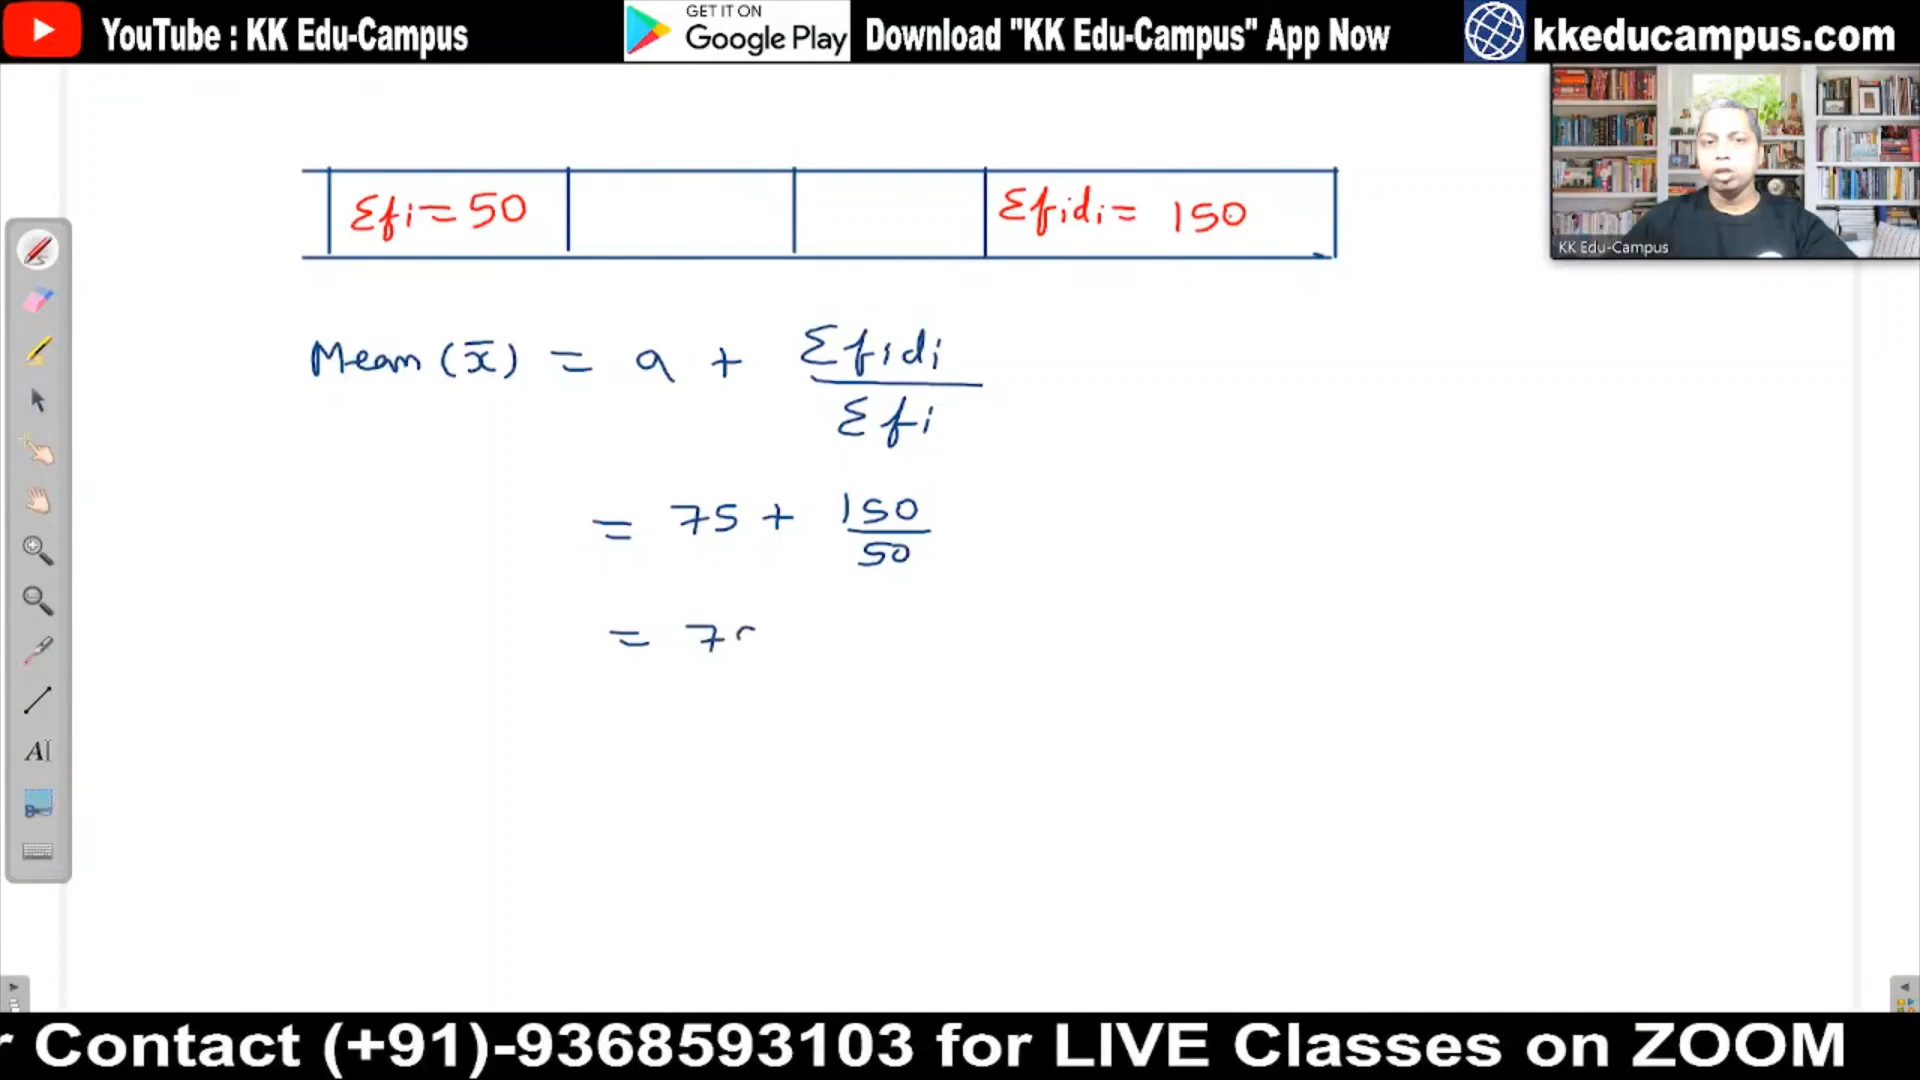 YouTube : KK Edu-Campus
GET IT ON
Google Play
Download "KK Edu-Campus" App Now
kkeducampus.com
KK Edu-Campus
Σfi = 50
Σfidi = 150
Mean (x̄) = a + Σfidi / Σfi
= 75 + 150 / 50
= 7
AI
Contact (+91)-9368593103 for LIVE Classes on ZOOM